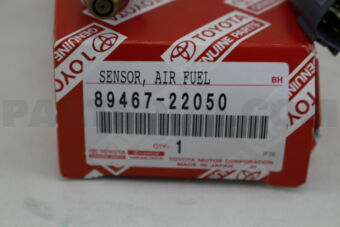 TOYOTA
GENUINE PARTS
SENSOR, AIR FUEL
BH
89467-22050
QTY: 1
TOYOTA MOTOR CORPORATION
MADE IN JAPAN